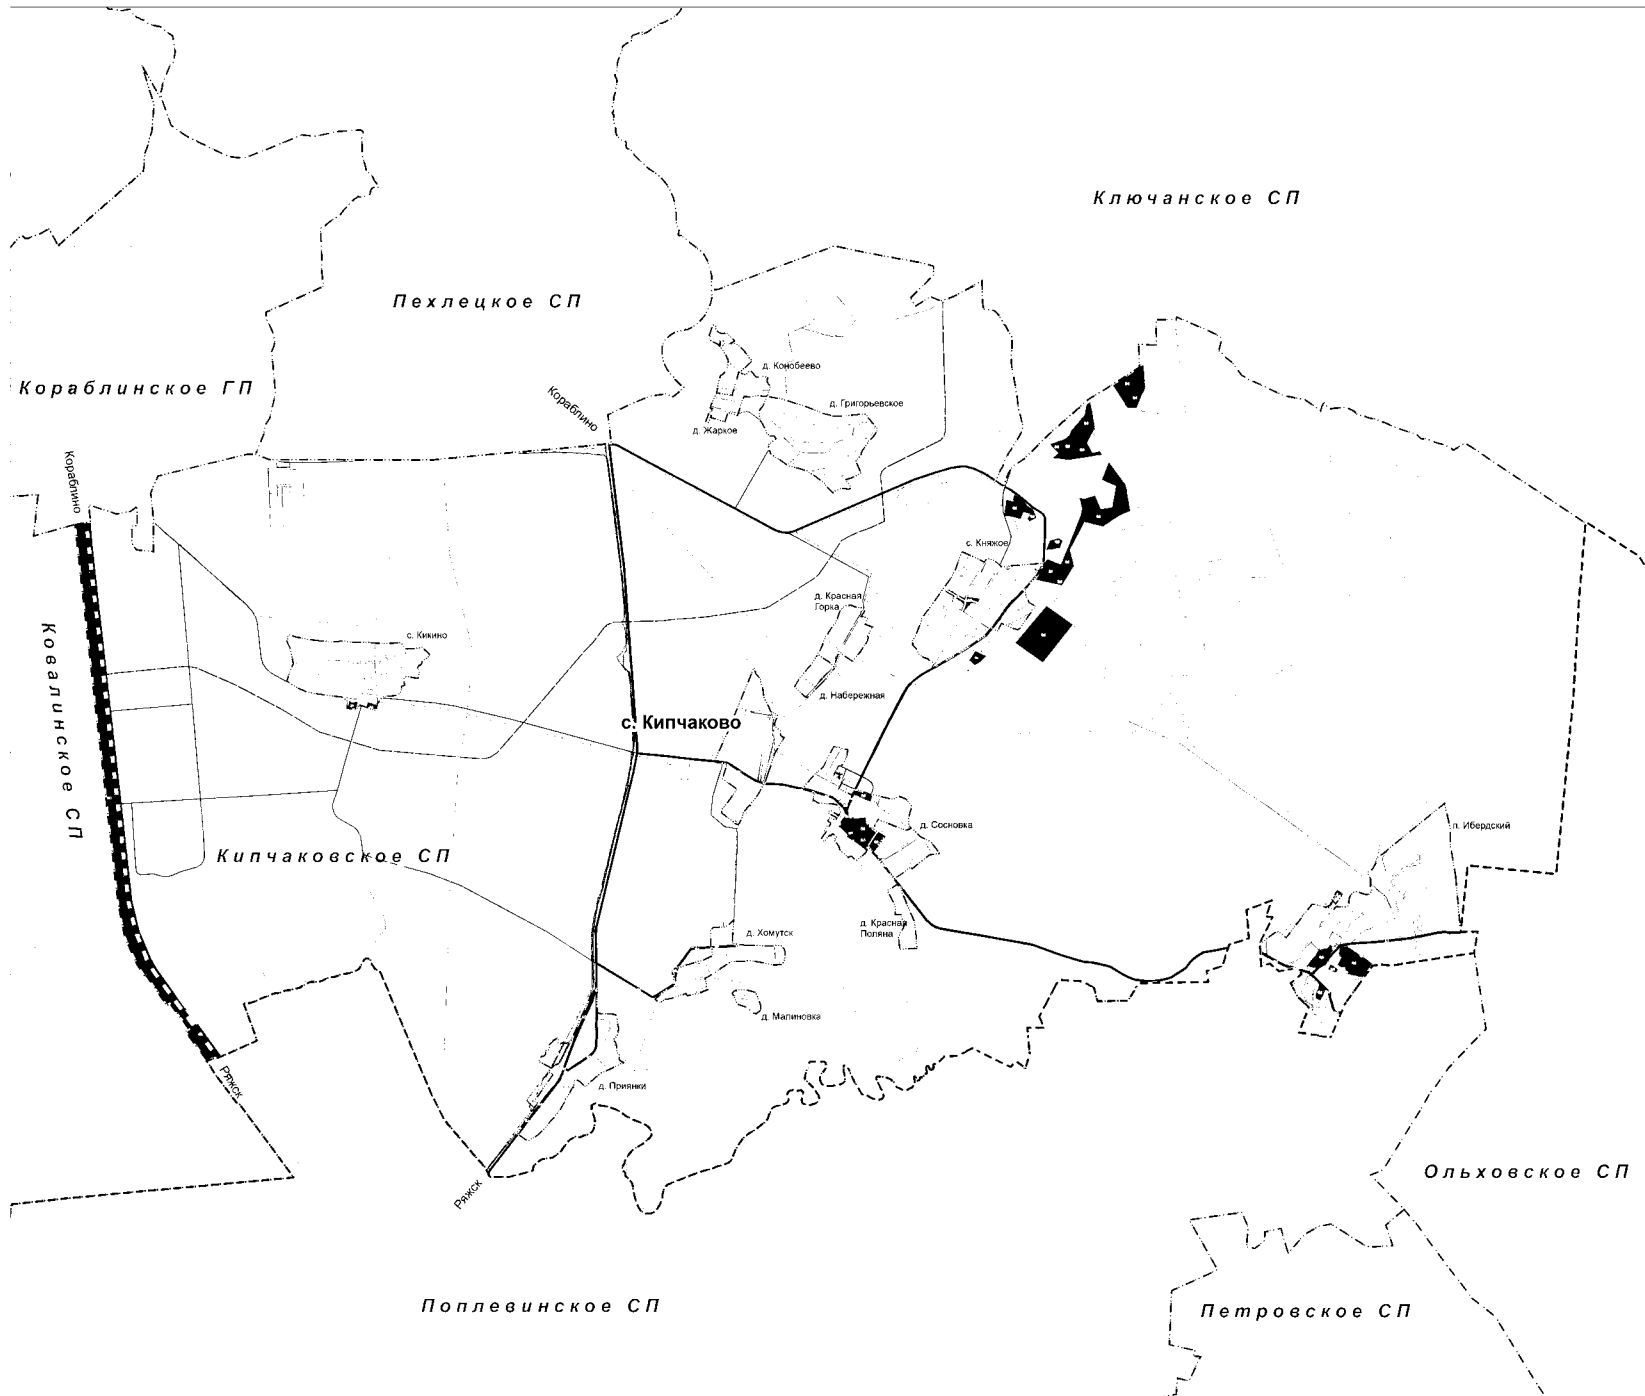 Ключанское СП
Пехлецкое СП
д. Конобеево
Кораблинское ГП
Кораблино
д. Григорьевское
д. Жарков
Кораблино
с. Княжое
д. Красная
Горка
с. Кикино
Ковалинское СП
д. Набережная
с. Кипчаково
д. Сосновка
п. Ибердский
Кипчаковское СП
д. Красная
Поляна
д. Хомутск
д. Малиновка
Ряжск
д. Приянки
Ряжск
Ольховское СП
Поплевинское СП
Петровское СП